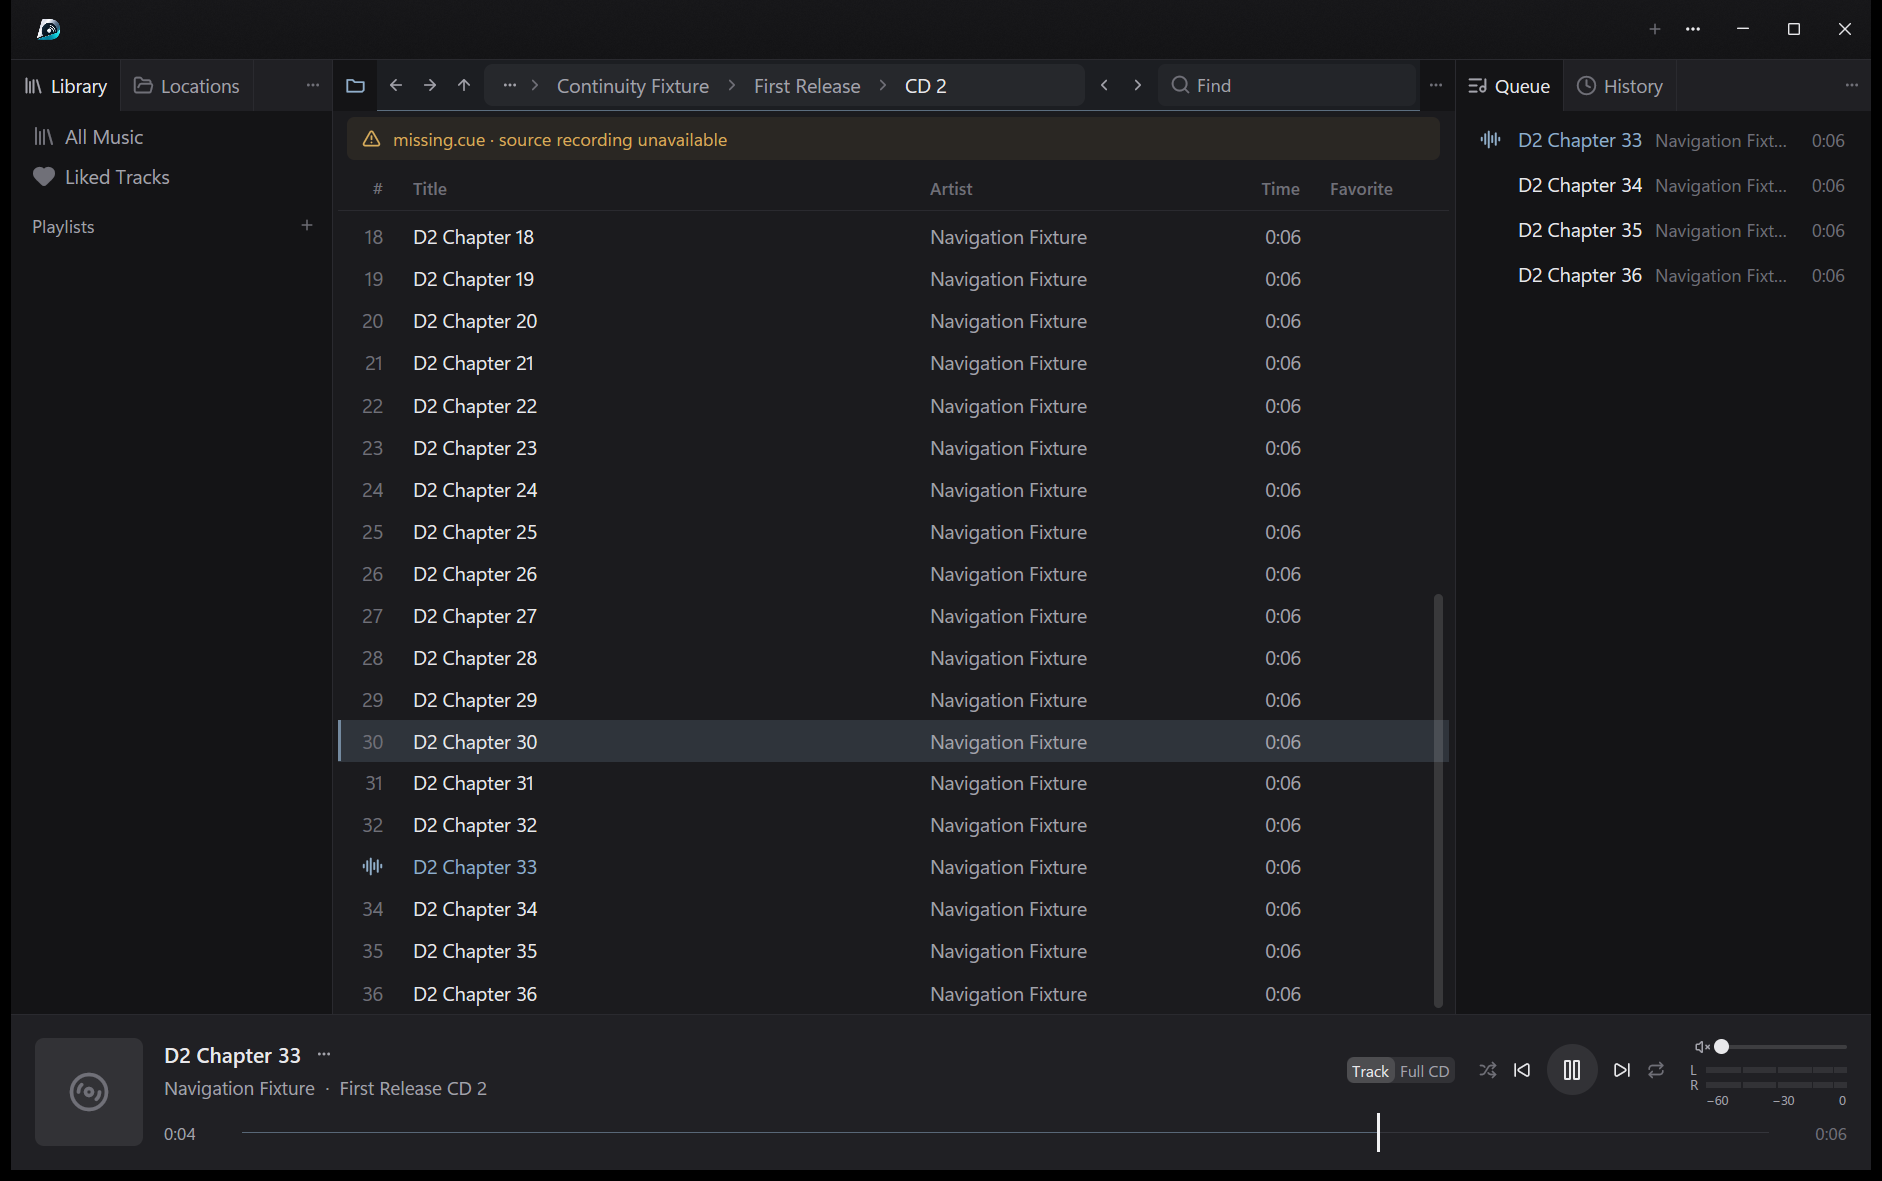 Library Locations
All Music
Liked Tracks
Playlists
Continuity Fixture First Release CD 2 Find
missing.cue · source recording unavailable
# Title Artist Time Favorite
18 D2 Chapter 18 Navigation Fixture 0:06
19 D2 Chapter 19 Navigation Fixture 0:06
20 D2 Chapter 20 Navigation Fixture 0:06
21 D2 Chapter 21 Navigation Fixture 0:06
22 D2 Chapter 22 Navigation Fixture 0:06
23 D2 Chapter 23 Navigation Fixture 0:06
24 D2 Chapter 24 Navigation Fixture 0:06
25 D2 Chapter 25 Navigation Fixture 0:06
26 D2 Chapter 26 Navigation Fixture 0:06
27 D2 Chapter 27 Navigation Fixture 0:06
28 D2 Chapter 28 Navigation Fixture 0:06
29 D2 Chapter 29 Navigation Fixture 0:06
30 D2 Chapter 30 Navigation Fixture 0:06
31 D2 Chapter 31 Navigation Fixture 0:06
32 D2 Chapter 32 Navigation Fixture 0:06
D2 Chapter 33 Navigation Fixture 0:06
34 D2 Chapter 34 Navigation Fixture 0:06
35 D2 Chapter 35 Navigation Fixture 0:06
36 D2 Chapter 36 Navigation Fixture 0:06
Queue History
D2 Chapter 33 Navigation Fixt... 0:06
D2 Chapter 34 Navigation Fixt... 0:06
D2 Chapter 35 Navigation Fixt... 0:06
D2 Chapter 36 Navigation Fixt... 0:06
D2 Chapter 33
Navigation Fixture · First Release CD 2
0:04
Track Full CD
L
R
−60 −30 0
0:06